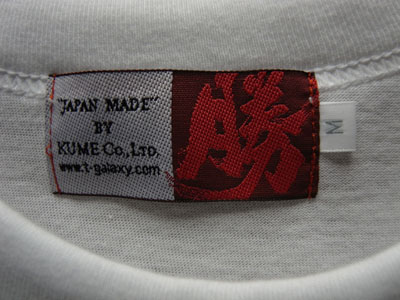 "JAPAN MADE"
BY
KUME CO., LTD.
www.t-galaxy.com
勝
M